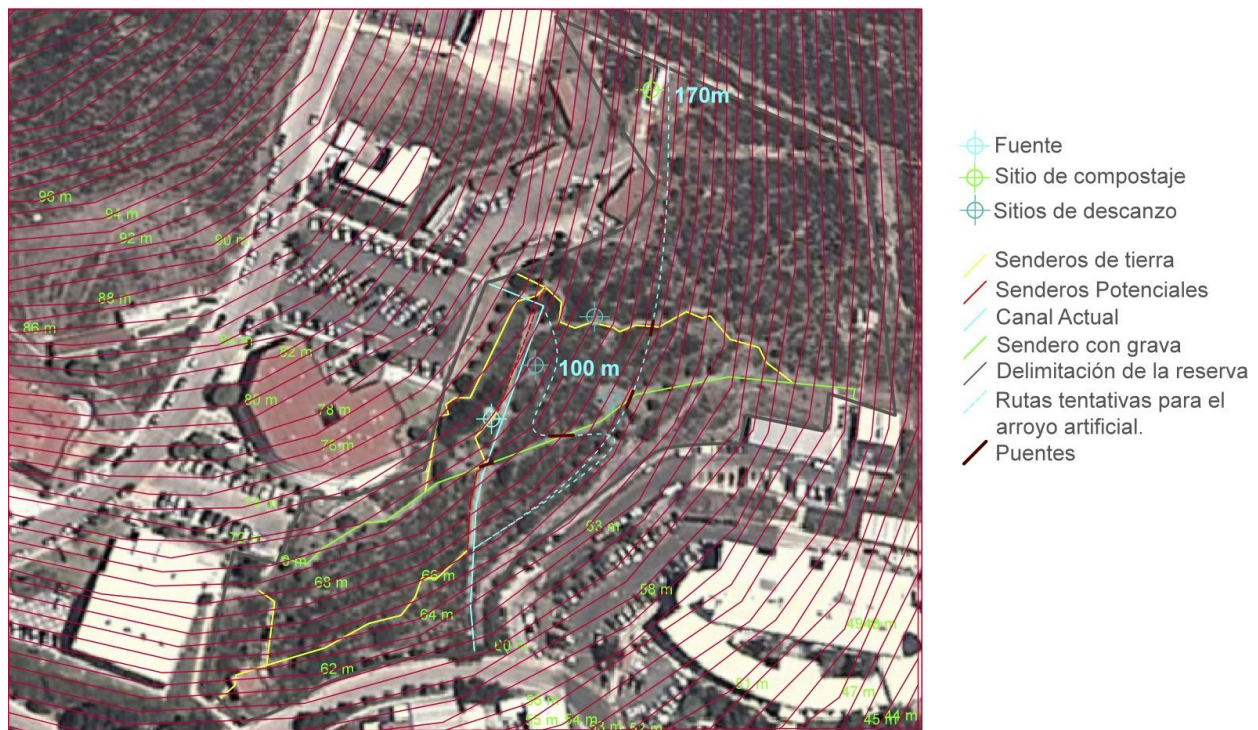 170m
96 m
94 m
92 m
90 m
88 m
86 m
82 m
80 m
78 m
76 m
100 m
68 m
66 m
64 m
62 m
63 m
58 m
51 m
47 m
45 m
44 m
54 m
Fuente
Sitio de compostaje
Sitios de descanzo
Senderos de tierra
Senderos Potenciales
Canal Actual
Sendero con grava
Delimitación de la reserva
Rutas tentativas para el
arroyo artificial.
Puentes